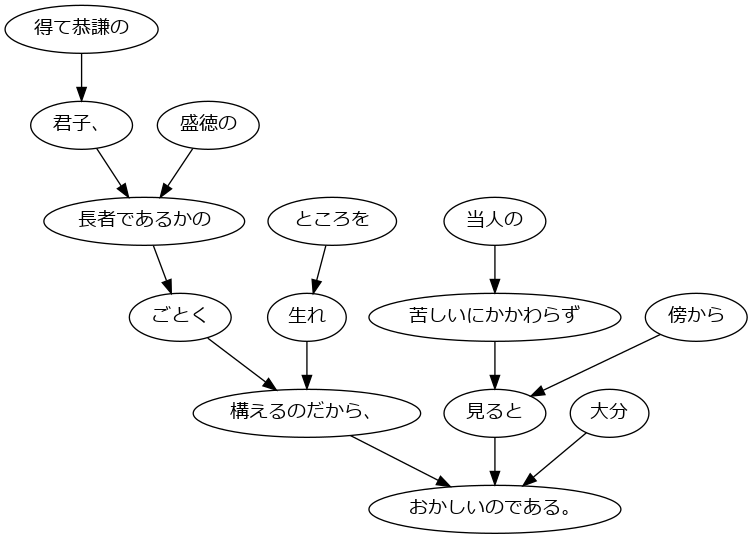 得て恭謙の
君子、
盛徳の
長者であるかの
ところを
当人の
ごとく
生れ
苦しいにかかわらず
傍から
構えるのだから、
見ると
大分
おかしいのである。